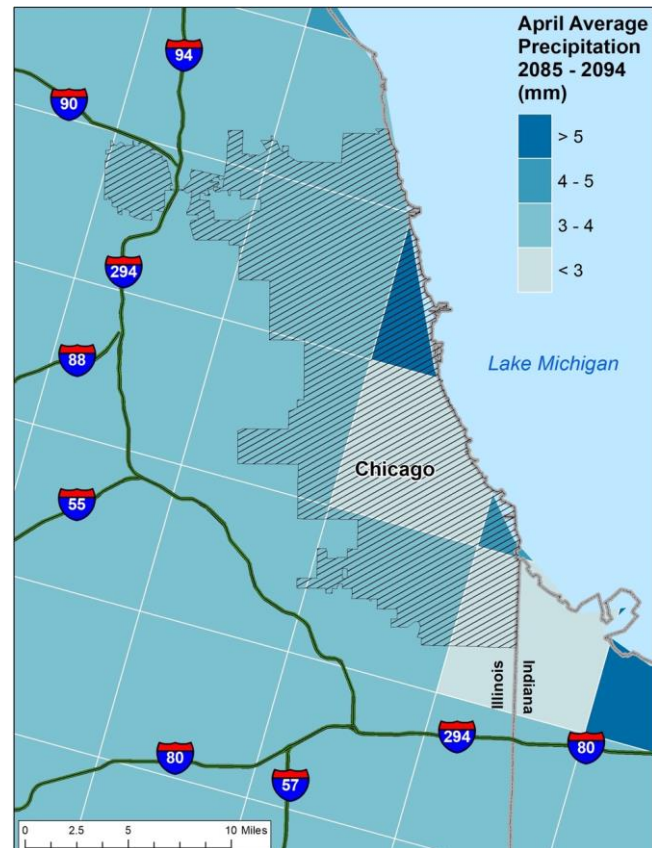 April Average
Precipitation
2085 - 2094
(mm)
> 5
4 - 5
3 - 4
< 3
94
90
294
88
Lake Michigan
Chicago
55
Illinois
Indiana
294
80
80
57
0 2.5 5 10 Miles